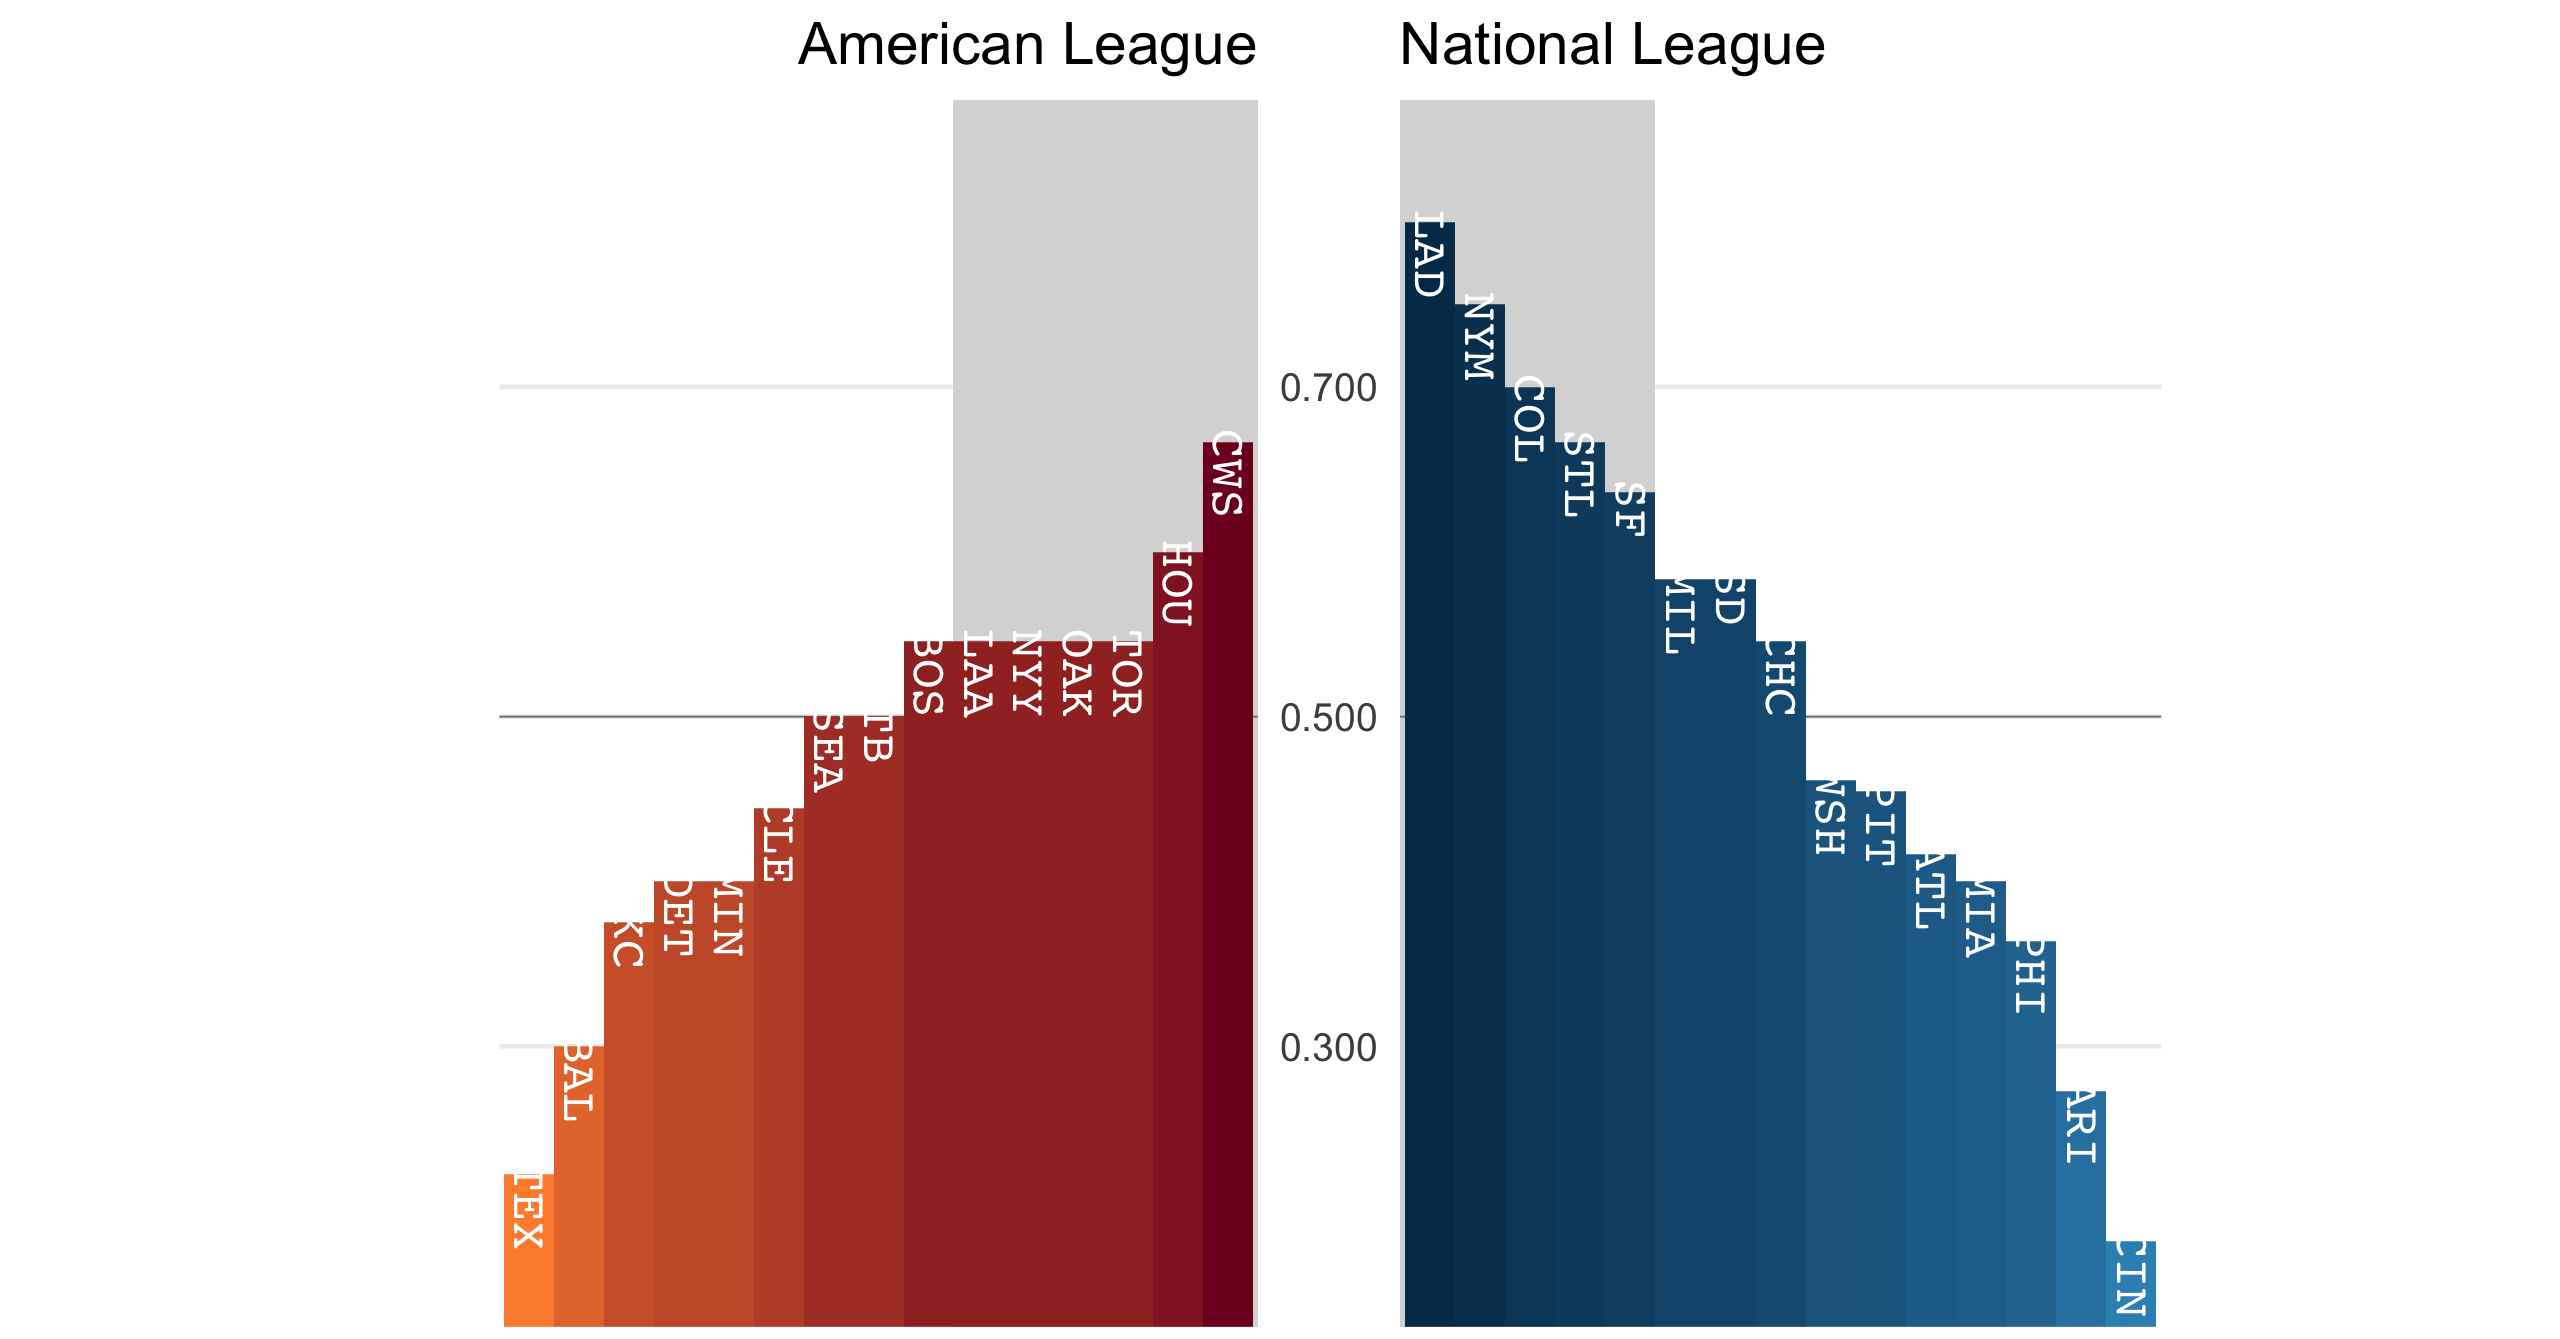 American League
National League
0.700
0.500
0.300
TEX
BAL
KC
DET
MIN
CLE
SEA
TB
BOS
LAA
NYY
OAK
TOR
HOU
CWS
LAD
NYM
COL
STL
SF
MIL
SD
CHC
WSH
PIT
ATL
MIA
PHI
ARI
CIN